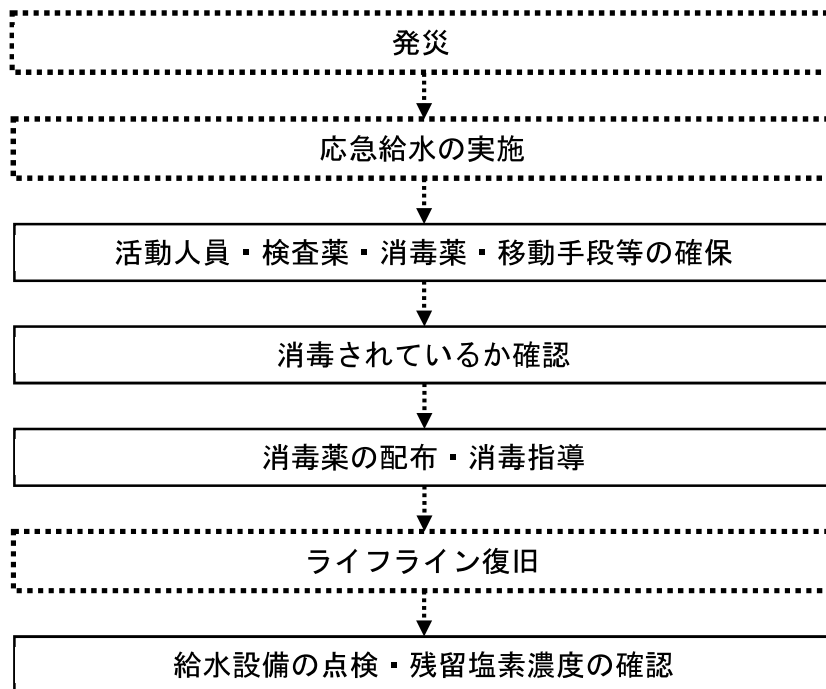 発災
応急給水の実施
活動人員・検査薬・消毒薬・移動手段等の確保
消毒されているか確認
消毒薬の配布・消毒指導
ライフライン復旧
給水設備の点検・残留塩素濃度の確認